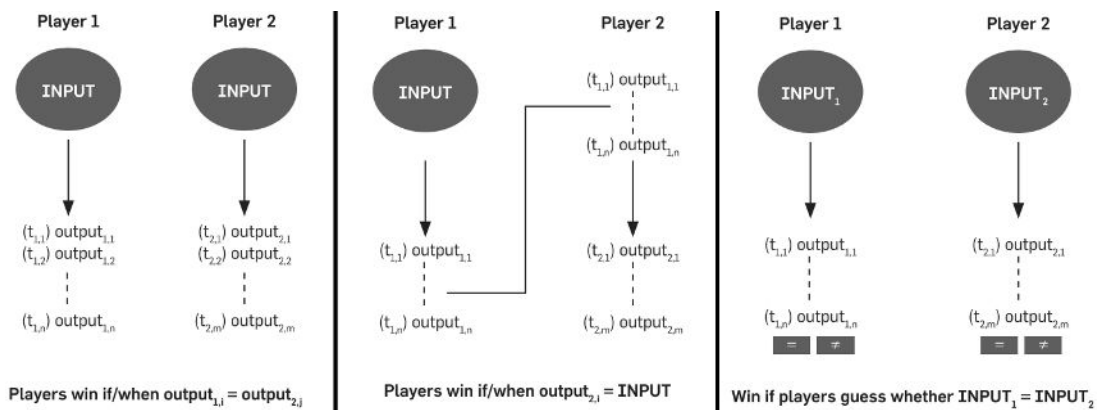 Player 1 Player 2
INPUT INPUT
(t1,1) output1,1 (t2,1) output2,1
(t1,2) output1,2 (t2,2) output2,2
(t1,n) output1,n (t2,m) output2,m
Players win if/when output1,i = output2,j
Player 1 Player 2
INPUT
(t1,1) output1,1
(t1,n) output1,n
(t1,1) output1,1 (t2,1) output2,1
(t1,n) output1,n (t2,m) output2,m
Players win if/when output2,i = INPUT
Player 1 Player 2
INPUT1 INPUT2
(t1,1) output1,1 (t2,1) output2,1
(t1,n) output1,n (t2,m) output2,m
= ≠ = ≠
Win if players guess whether INPUT1 = INPUT2